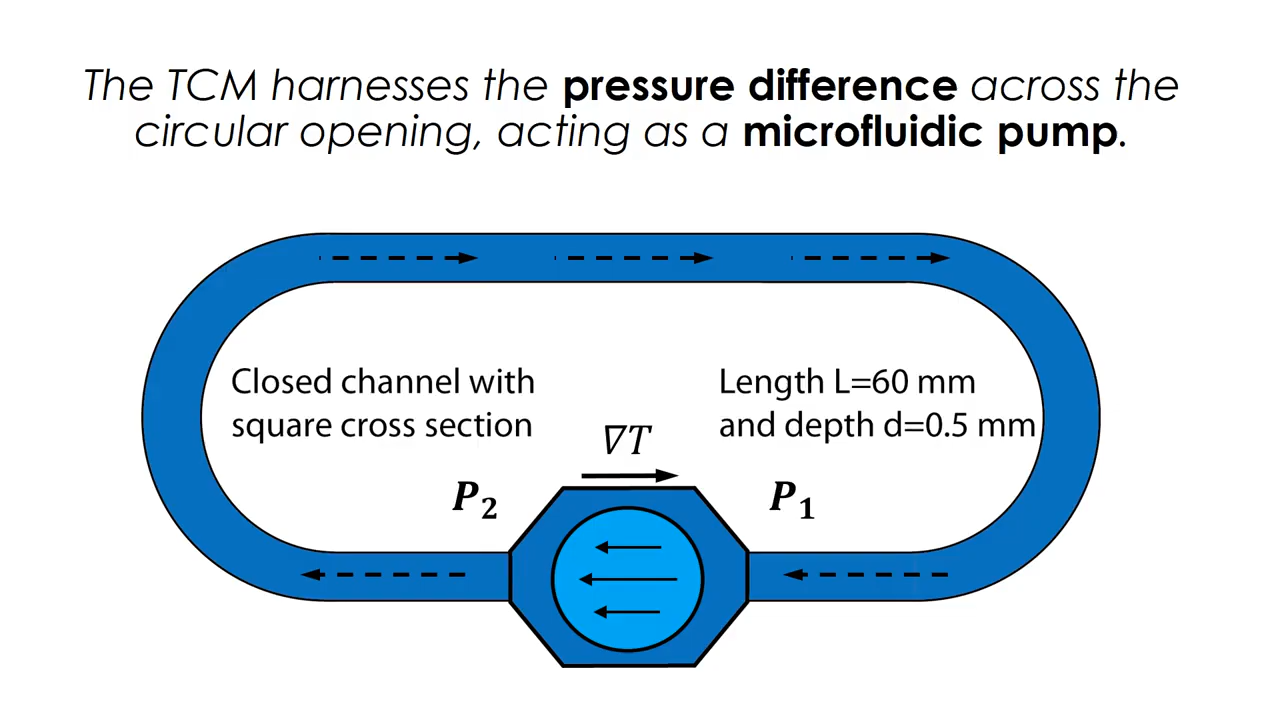 The TCM harnesses the pressure difference across the
circular opening, acting as a microfluidic pump.
Closed channel with
square cross section
Length L=60 mm
and depth d=0.5 mm
∇T
P₂
P₁